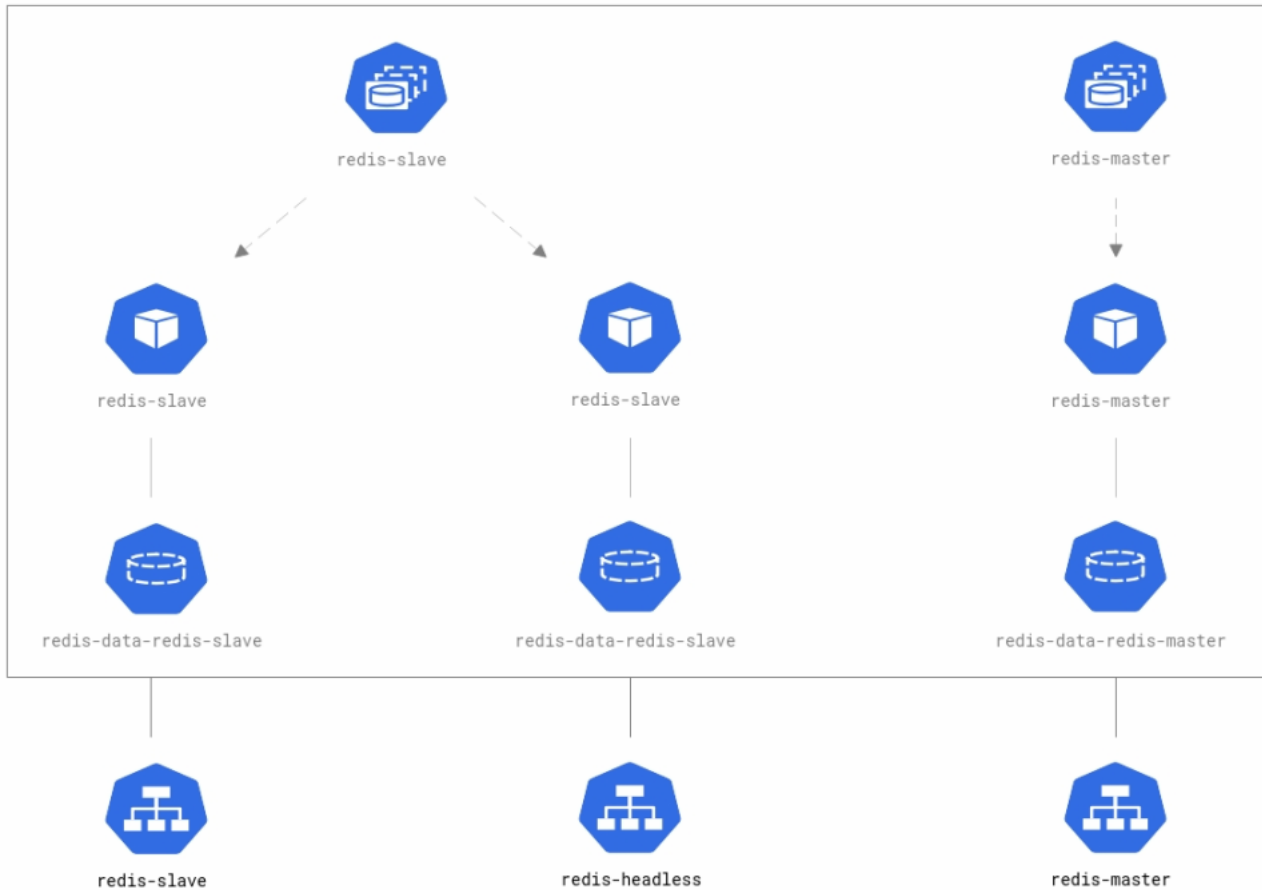 redis-slave
redis-master
redis-slave
redis-slave
redis-master
redis-data-redis-slave
redis-data-redis-slave
redis-data-redis-master
redis-slave
redis-headless
redis-master